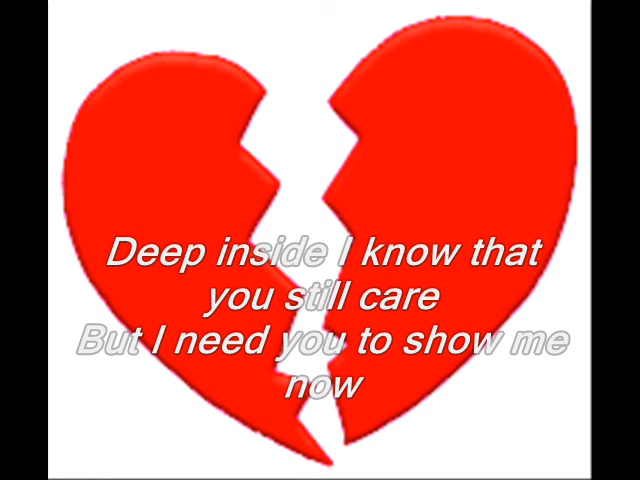 Deep inside I know that
you still care
But I need you to show me
now